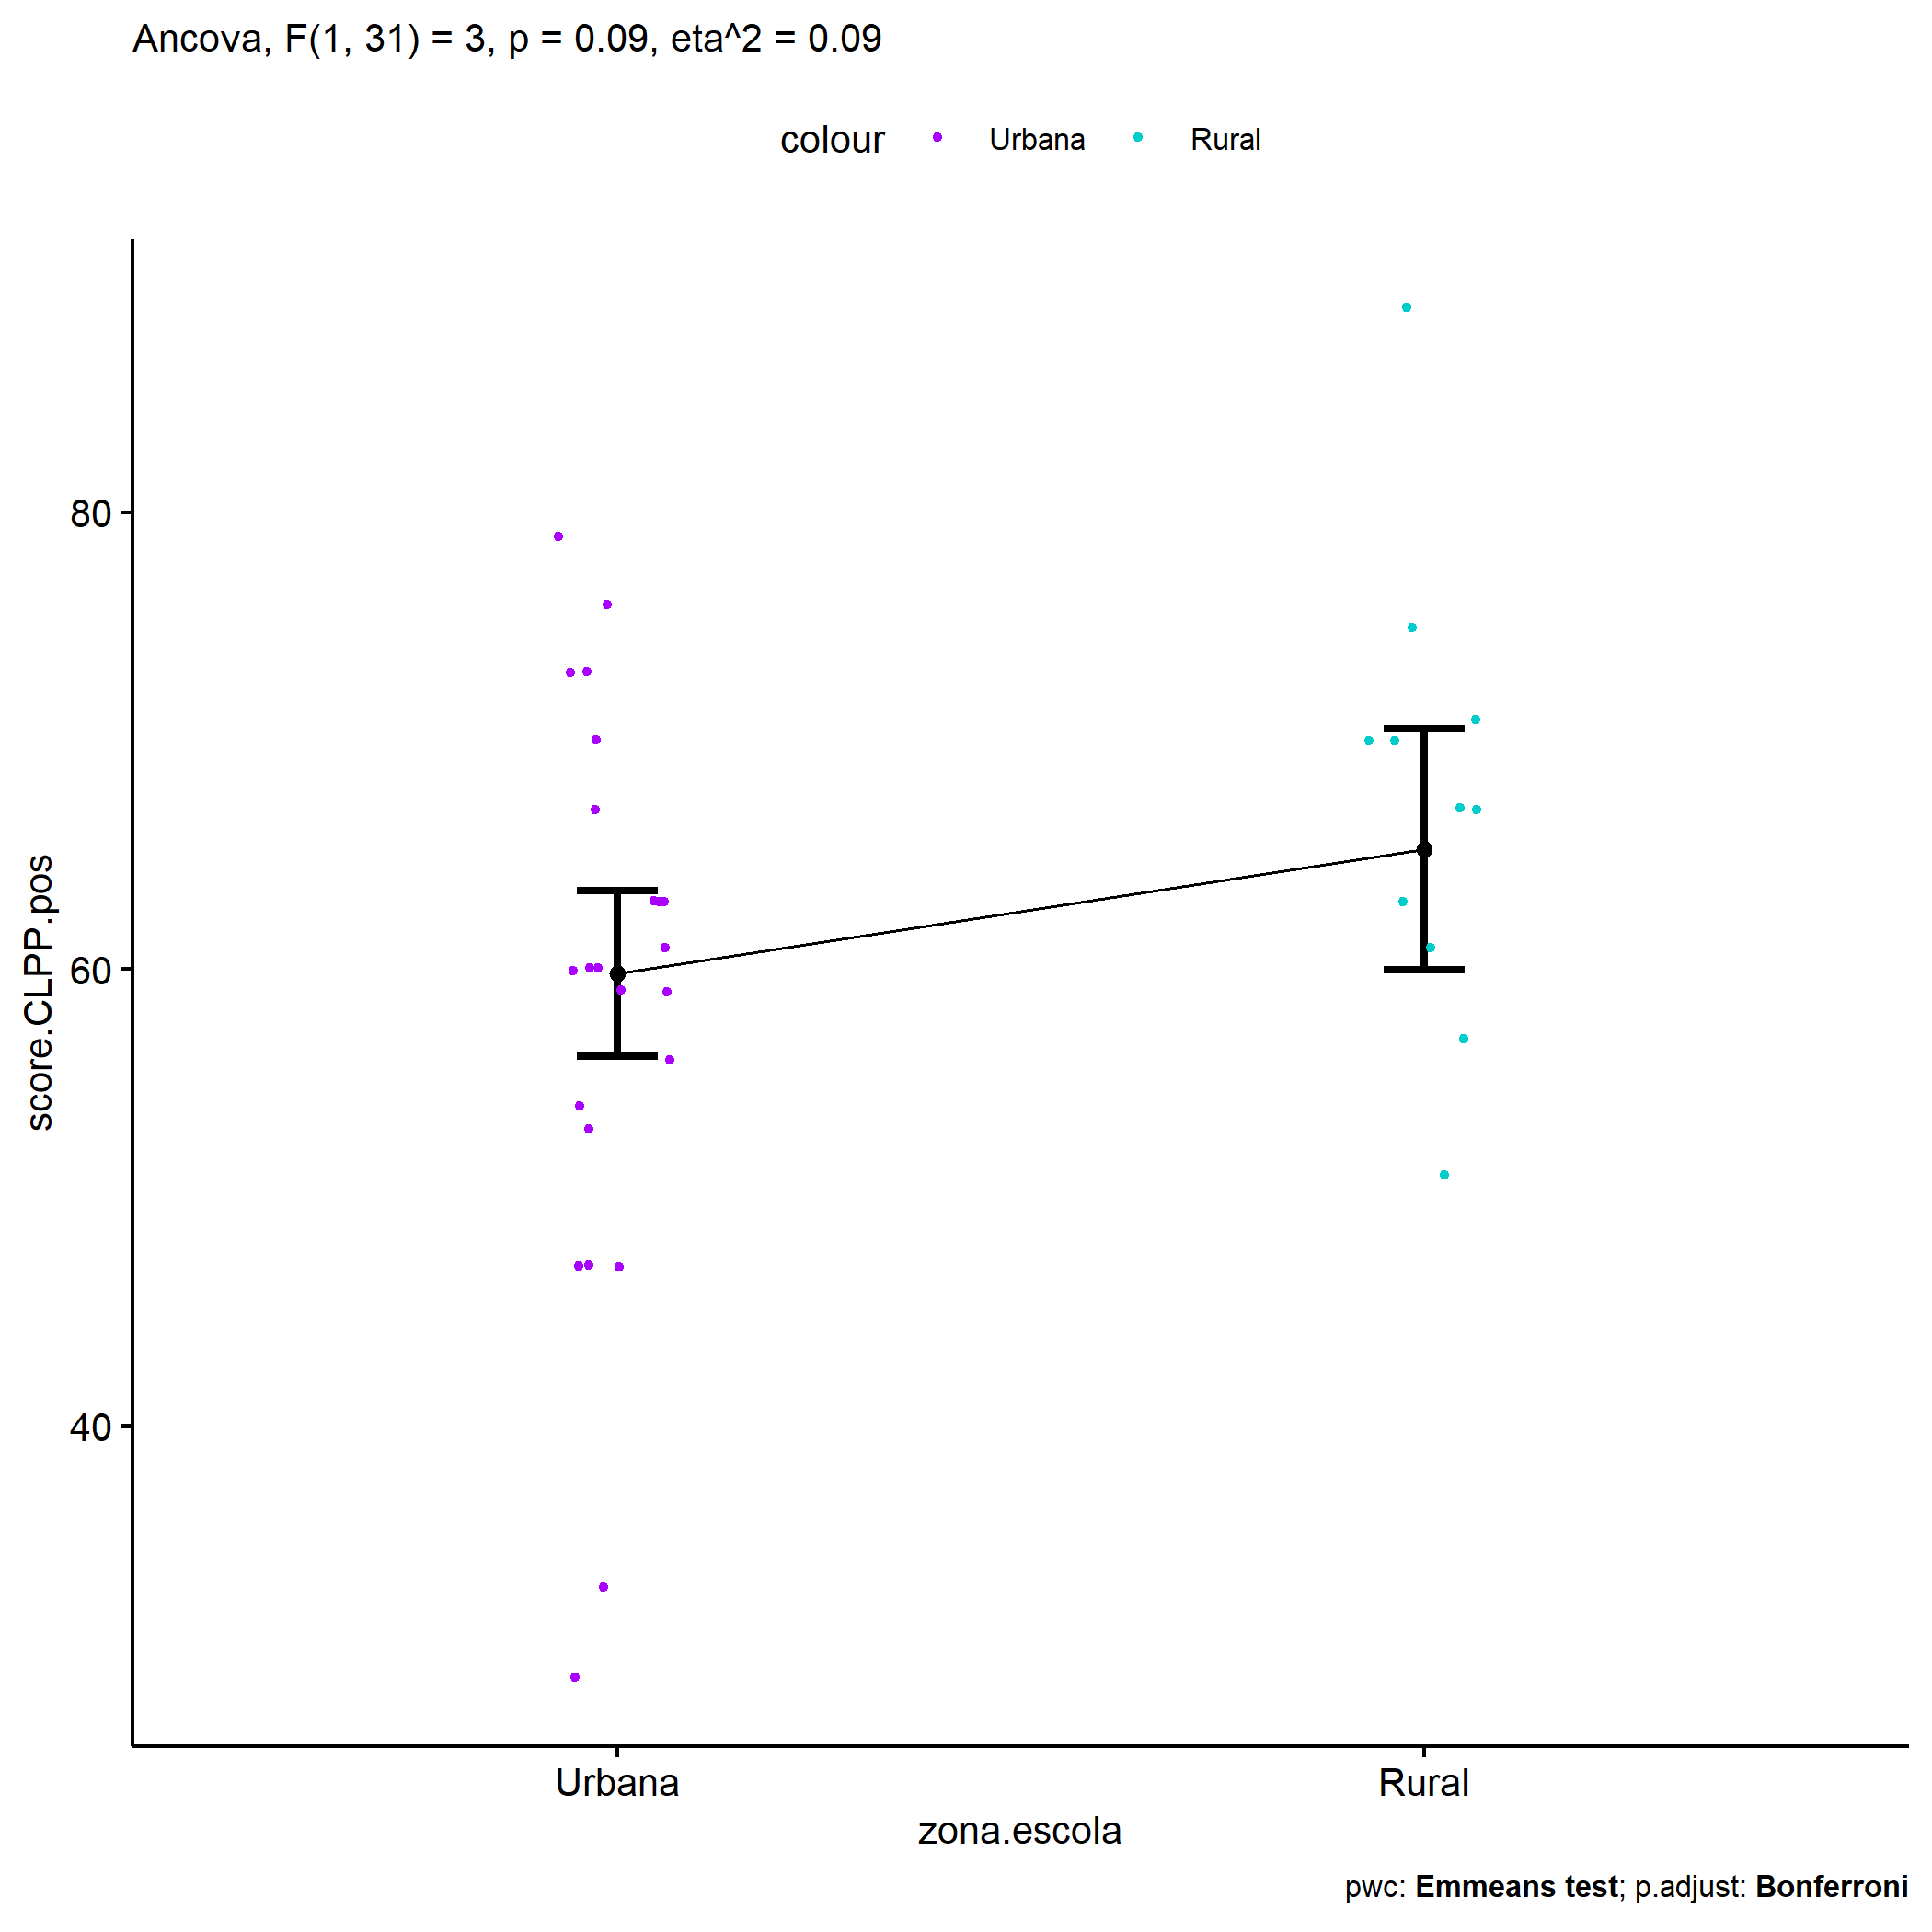 Ancova, F(1, 31) = 3, p = 0.09, eta^2 = 0.09
colour Urbana Rural
80
60
40
score.CLPP.pos
Urbana Rural
zona.escola
pwc: Emmeans test; p.adjust: Bonferroni